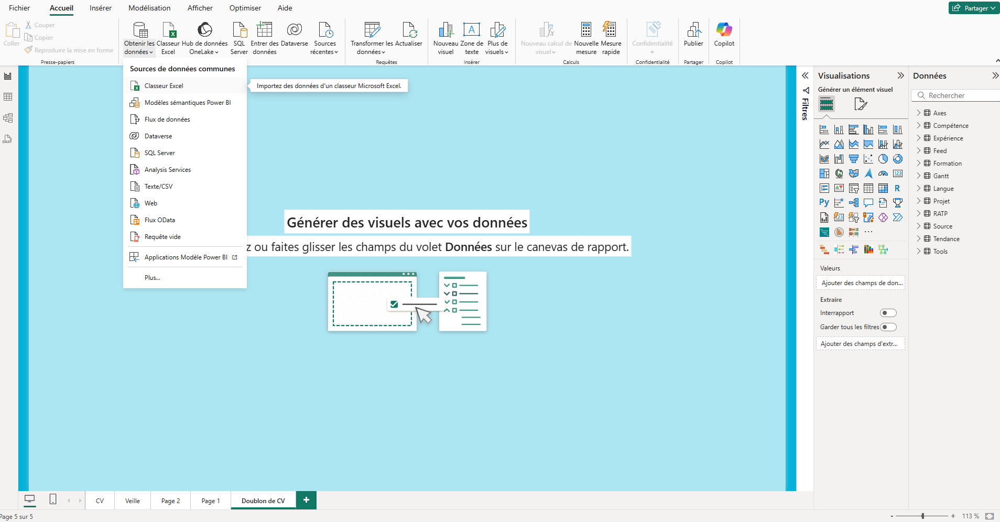 Fichier
Accueil
Insérer
Modélisation
Afficher
Optimiser
Aide
Partager
Coller
Couper
Copier
Reproduire la mise en forme
Presse-papiers
Obtenir les
données
Classeur
Excel
Hub de données
OneLake
SQL
Server
Entrer des
données
Dataverse
Sources
récentes
Transformer les
données
Actualiser
Requêtes
Nouveau
visuel
Zone de
texte
Plus de
visuels
Insérer
Nouveau calcul de
visuel
Nouvelle
mesure
Mesure
rapide
Calculs
Confidentialité
Confidentialité
Publier
Partager
Copilot
Copilot
Sources de données communes
Classeur Excel
Modèles sémantiques Power BI
Flux de données
Dataverse
SQL Server
Analysis Services
Texte/CSV
Web
Flux OData
Requête vide
Applications Modèle Power BI
Plus...
Importez des données d'un classeur Microsoft Excel.
DAX
Générer des visuels avec vos données
z ou faites glisser les champs du volet Données sur le canevas de rapport.
Filtres
Visualisations
Générer un élément visuel
123
R
Py
123
Valeurs
Ajouter des champs de don...
Extraire
Interrapport
Garder tous les filtres
Ajouter des champs d'extr...
Données
Rechercher
Axes
Compétence
Expérience
Feed
Formation
Gantt
Langue
Projet
RATP
Source
Tendance
Tools
CV
Veille
Page 2
Page 1
Doublon de CV
+
Page 5 sur 5
- + 113 %